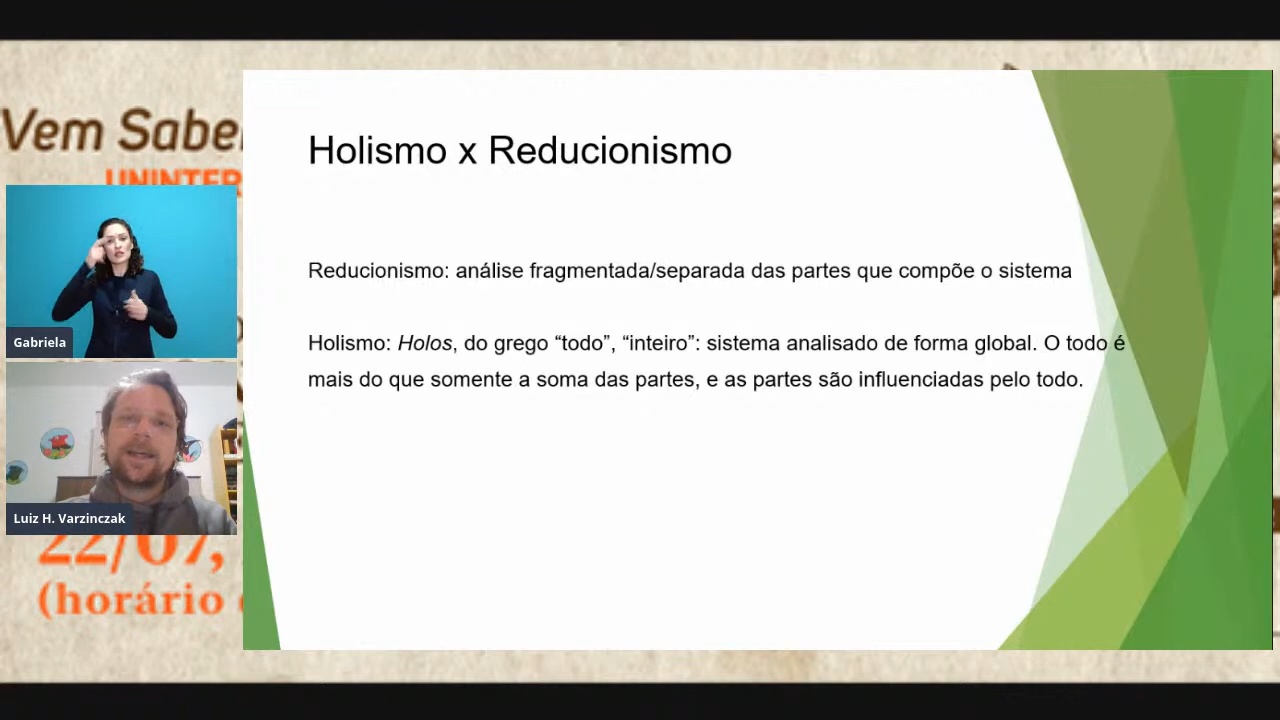 Vem Saber
UNINTER
Holismo x Reducionismo
Reducionismo: análise fragmentada/separada das partes que compõe o sistema
Holismo: Holos, do grego “todo”, “inteiro”: sistema analisado de forma global. O todo é
mais do que somente a soma das partes, e as partes são influenciadas pelo todo.
Gabriela
Luiz H. Varzinczak
22/07,
(horário